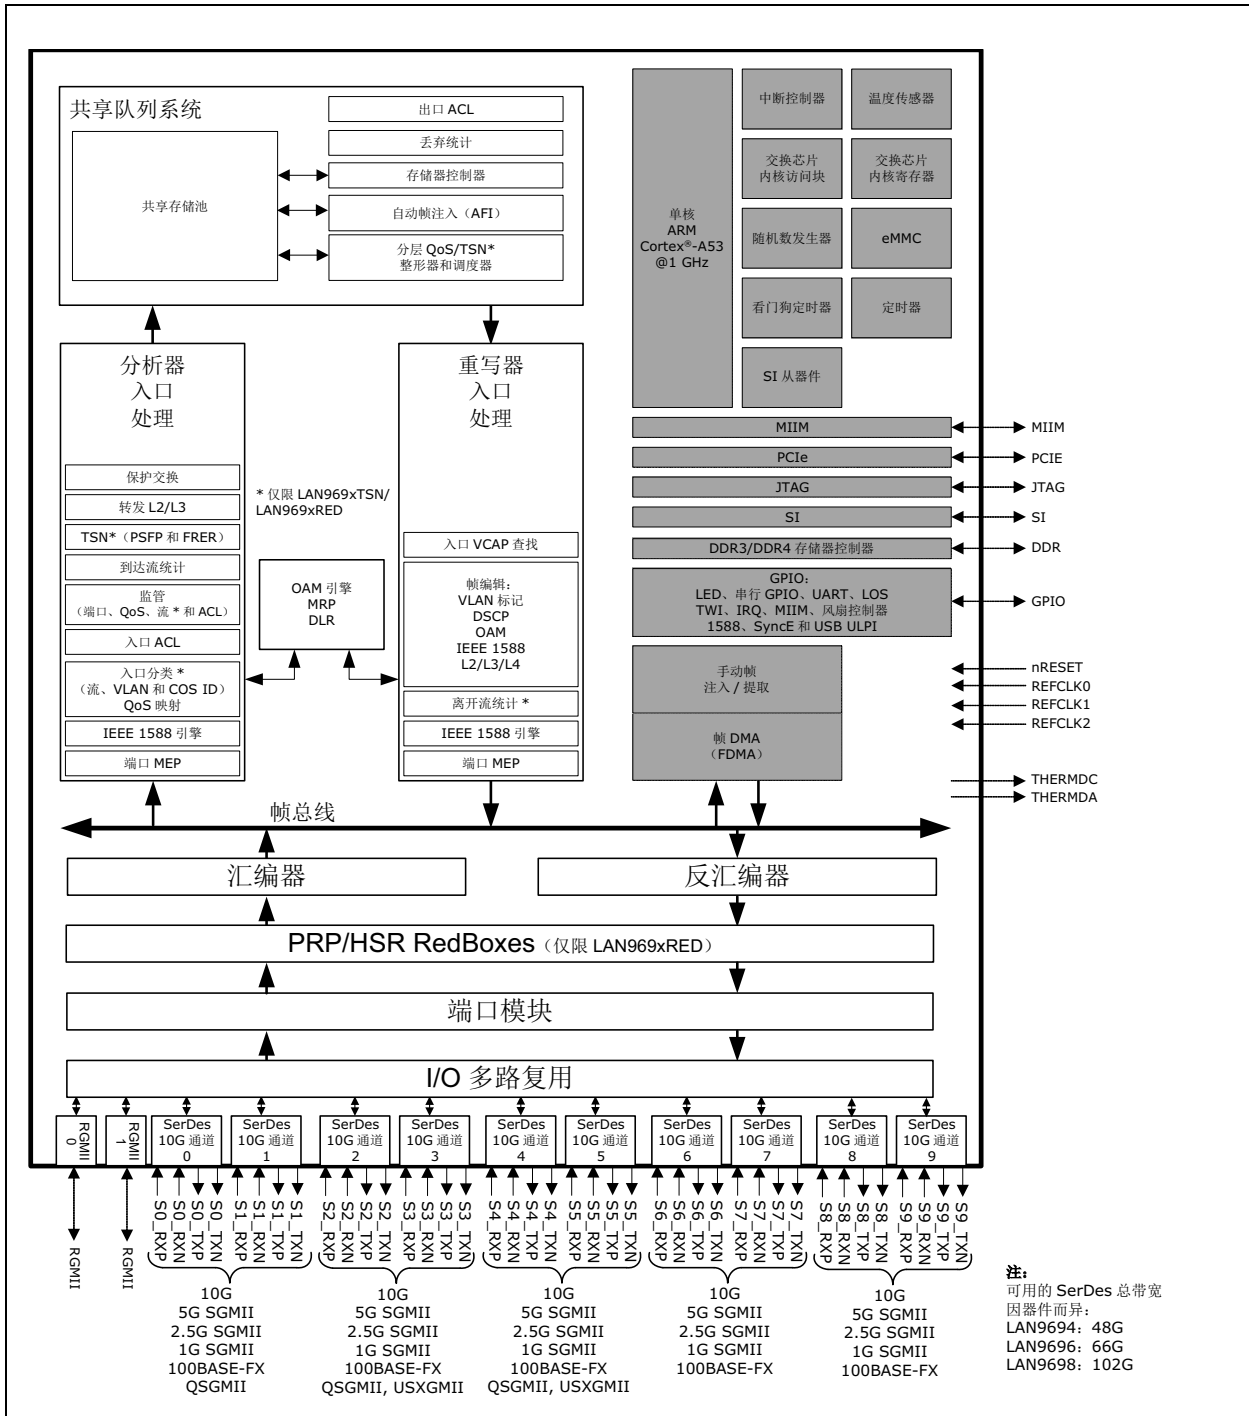 共享队列系统
出口 ACL
丢弃统计
存储器控制器
自动帧注入（AFI）
分层 QoS/TSN*
整形器和调度器
共享存储池
单核
ARM
Cortex®-A53
@1 GHz
中断控制器
温度传感器
交换芯片
内核访问块
交换芯片
内核寄存器
随机数发生器
eMMC
看门狗定时器
定时器
SI 从器件
分析器
入口
处理
保护交换
转发 L2/L3
TSN*（PSFP 和 FRER）
到达流统计
监管
（端口、QoS、流 * 和 ACL）
入口 ACL
入口分类 *
（流、VLAN 和 COS ID）
QoS 映射
IEEE 1588 引擎
端口 MEP
* 仅限 LAN969xTSN/
LAN969xRED
OAM 引擎
MRP
DLR
重写器
入口
处理
入口 VCAP 查找
帧编辑：
VLAN 标记
DSCP
OAM
IEEE 1588
L2/L3/L4
离开流统计 *
IEEE 1588 引擎
端口 MEP
MIIM
MIIM
PCIe
PCIE
JTAG
JTAG
SI
SI
DDR3/DDR4 存储器控制器
DDR
GPIO：
LED、串行 GPIO、UART、LOS
TWI、IRQ、MIIM、风扇控制器
1588、SyncE 和 USB ULPI
GPIO
手动帧
注入 / 提取
帧 DMA
（FDMA）
nRESET
REFCLK0
REFCLK1
REFCLK2
THERMDC
THERMDA
帧总线
汇编器
反汇编器
PRP/HSR RedBoxes（仅限 LAN969xRED）
端口模块
I/O 多路复用
RGMII
0
RGMII
1
SerDes
10G 通道
0
SerDes
10G 通道
1
SerDes
10G 通道
2
SerDes
10G 通道
3
SerDes
10G 通道
4
SerDes
10G 通道
5
SerDes
10G 通道
6
SerDes
10G 通道
7
SerDes
10G 通道
8
SerDes
10G 通道
9
RGMII
RGMII
S0_RXP
S0_RXN
S0_TXP
S0_TXN
S1_RXP
S1_RXN
S1_TXP
S1_TXN
S2_RXP
S2_RXN
S2_TXP
S2_TXN
S3_RXP
S3_RXN
S3_TXP
S3_TXN
S4_RXP
S4_RXN
S4_TXP
S4_TXN
S5_RXP
S5_RXN
S5_TXP
S5_TXN
S6_RXP
S6_RXN
S6_TXP
S6_TXN
S7_RXP
S7_RXN
S7_TXP
S7_TXN
S8_RXP
S8_RXN
S8_TXP
S8_TXN
S9_RXP
S9_RXN
S9_TXP
S9_TXN
10G
5G SGMII
2.5G SGMII
1G SGMII
100BASE-FX
QSGMII
10G
5G SGMII
2.5G SGMII
1G SGMII
100BASE-FX
QSGMII, USXGMII
10G
5G SGMII
2.5G SGMII
1G SGMII
100BASE-FX
QSGMII, USXGMII
10G
5G SGMII
2.5G SGMII
1G SGMII
100BASE-FX
10G
5G SGMII
2.5G SGMII
1G SGMII
100BASE-FX
注：
可用的 SerDes 总带宽
因器件而异：
LAN9694：48G
LAN9696：66G
LAN9698：102G